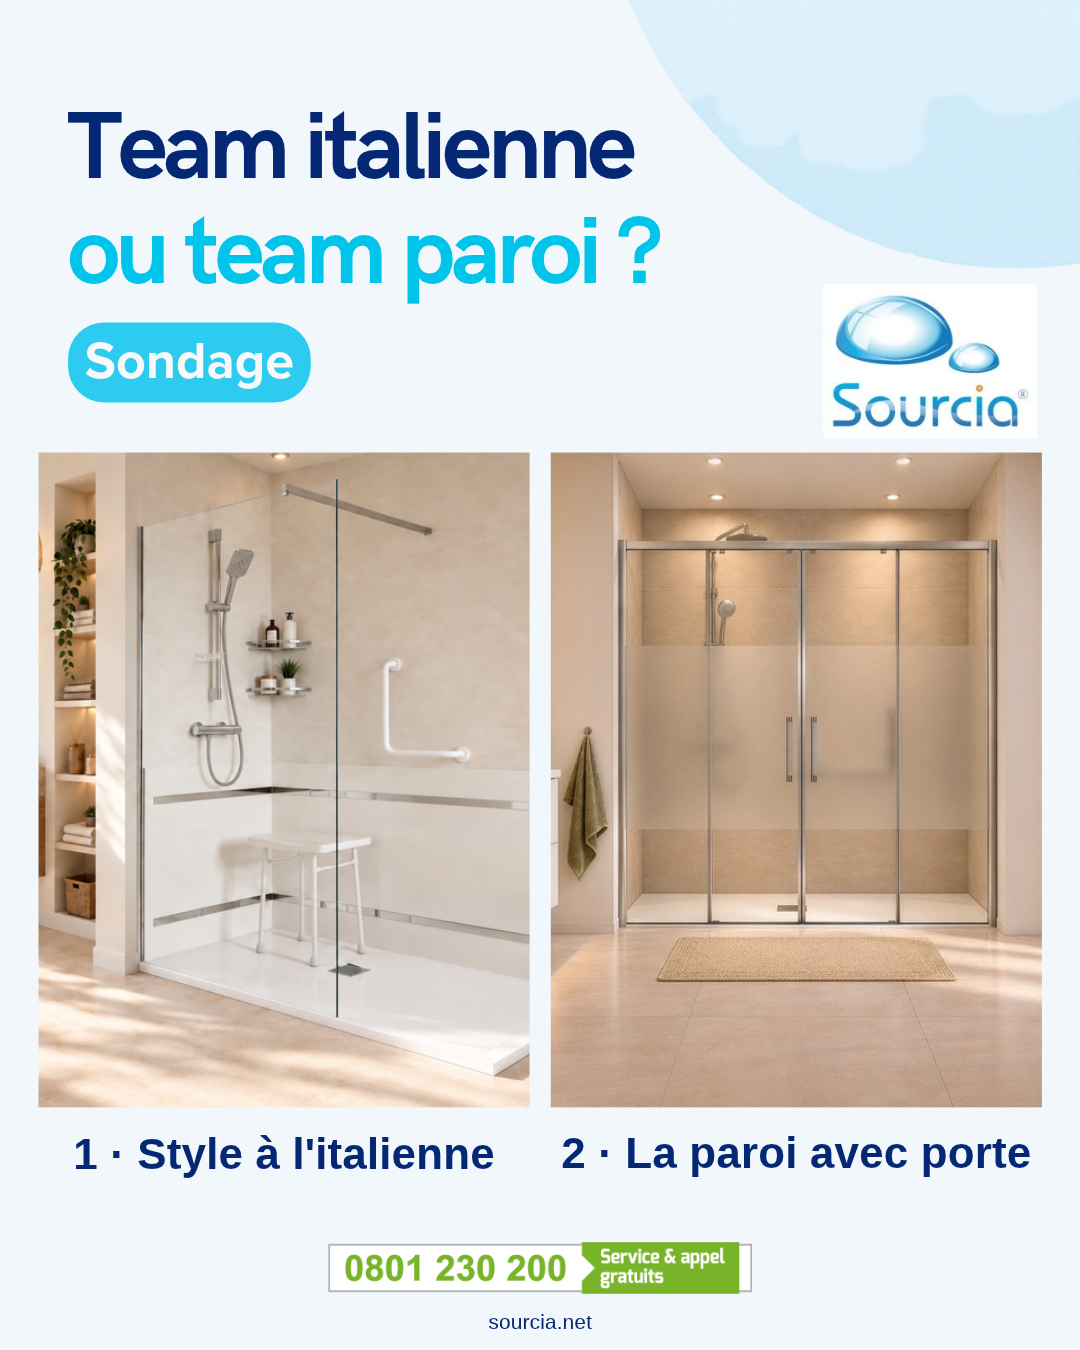 Team italienne
ou team paroi ?
Sondage
Sourcia®
1 · Style à l'italienne
2 · La paroi avec porte
0801 230 200
Service & appel
gratuits
sourcia.net